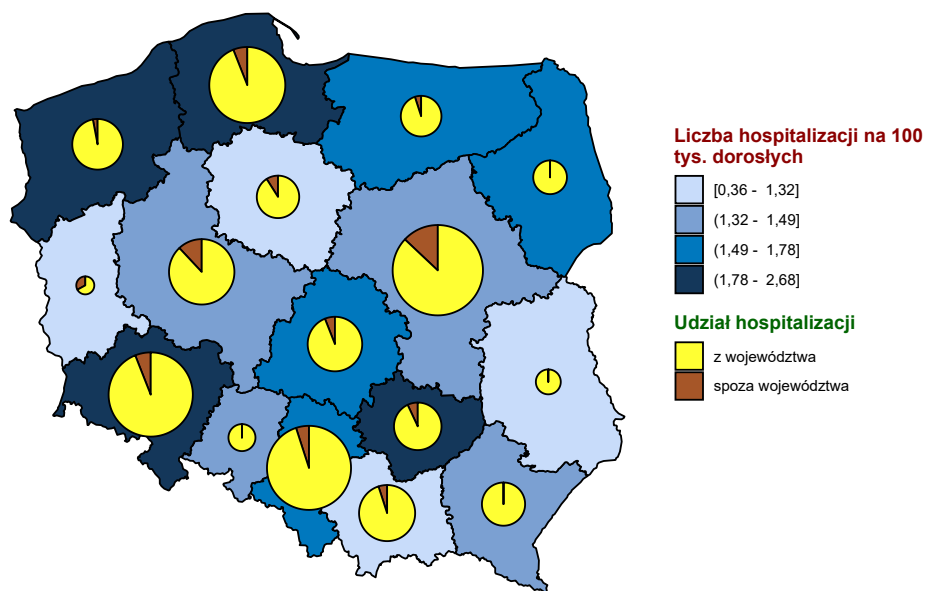 Liczba hospitalizacji na 100
tys. dorosłych
[0,36 - 1,32]
(1,32 - 1,49]
(1,49 - 1,78]
(1,78 - 2,68]
Udział hospitalizacji
z województwa
spoza województwa